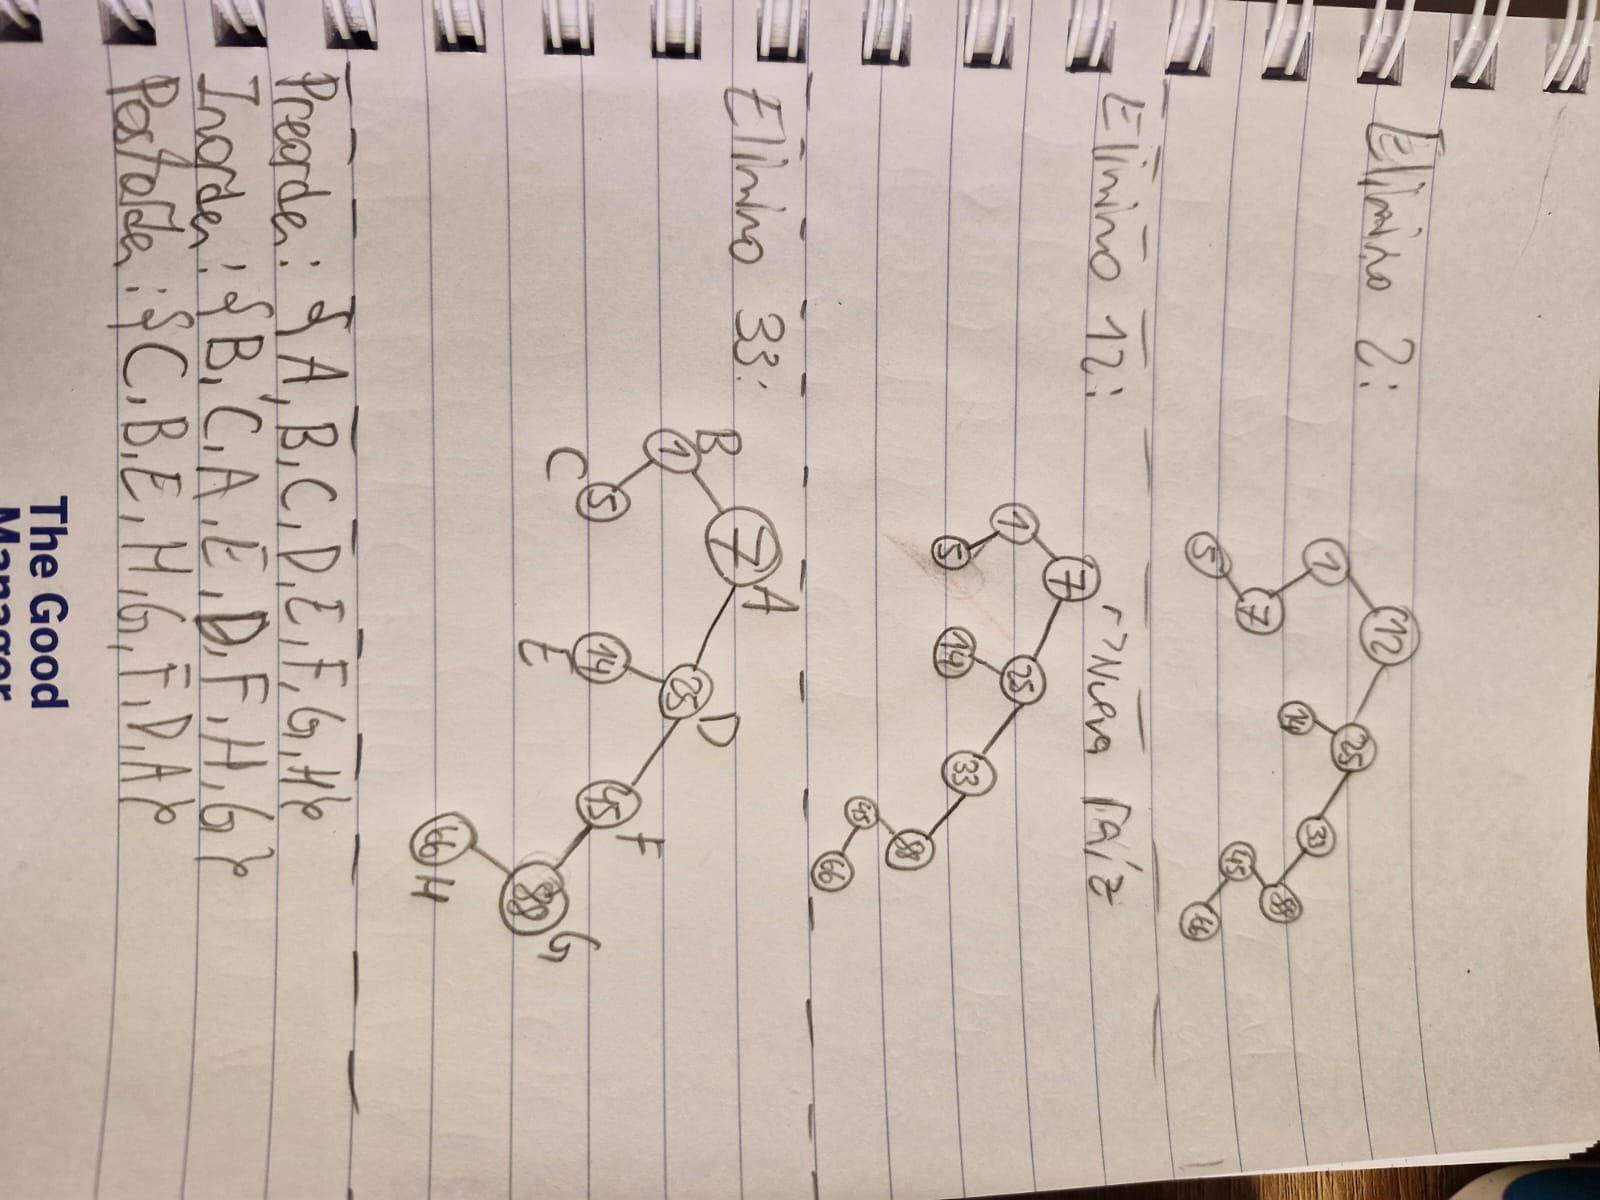 Elimino 2:
12
1
25
7
14
33
5
45
88
66
Elimino 12:
Nueva raíz
7
1
25
5
14
33
88
45
66
Elimino 33:
7 A
B 1
25 D
C 5
E 14
45 F
88 G
66 H
Preorden: {A, B, C, D, E, F, G, H}
Inorden: {B, C, A, E, D, F, H, G}
Postorden: {C, B, E, H, G, F, D, A}
The Good
Manager